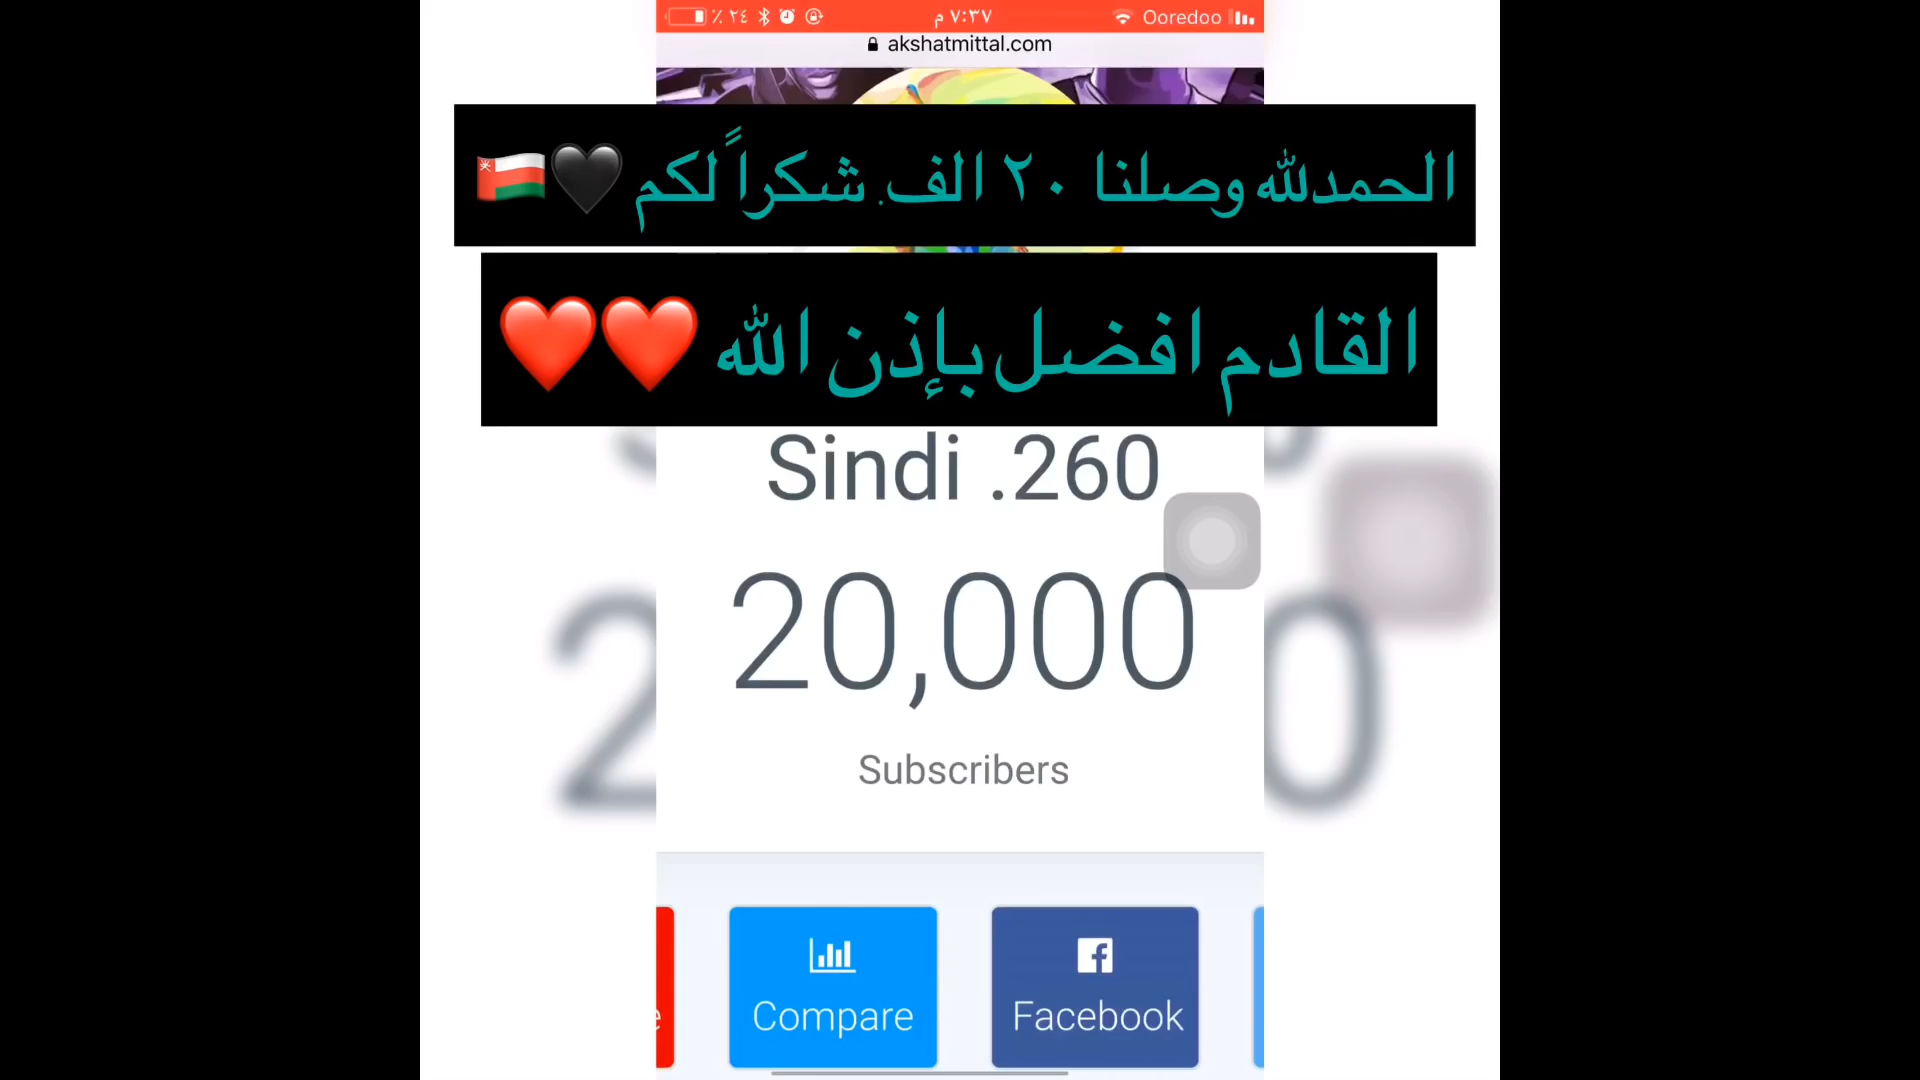 ٪ ٢٤ ٧:٣٧ م Ooredoo
akshatmittal.com
الحمدلله وصلنا ٢٠ الف. شكراً لكم 🖤🇴🇲
القادم افضل بإذن الله ❤️❤️
Sindi .260
20,000
Subscribers
Compare
Facebook